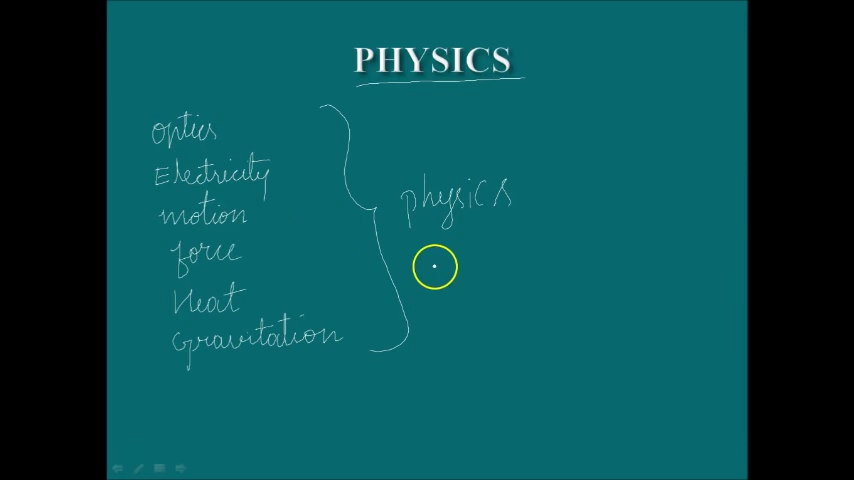 PHYSICS
optics
Electricity
motion
force
Heat
Gravitation
physics